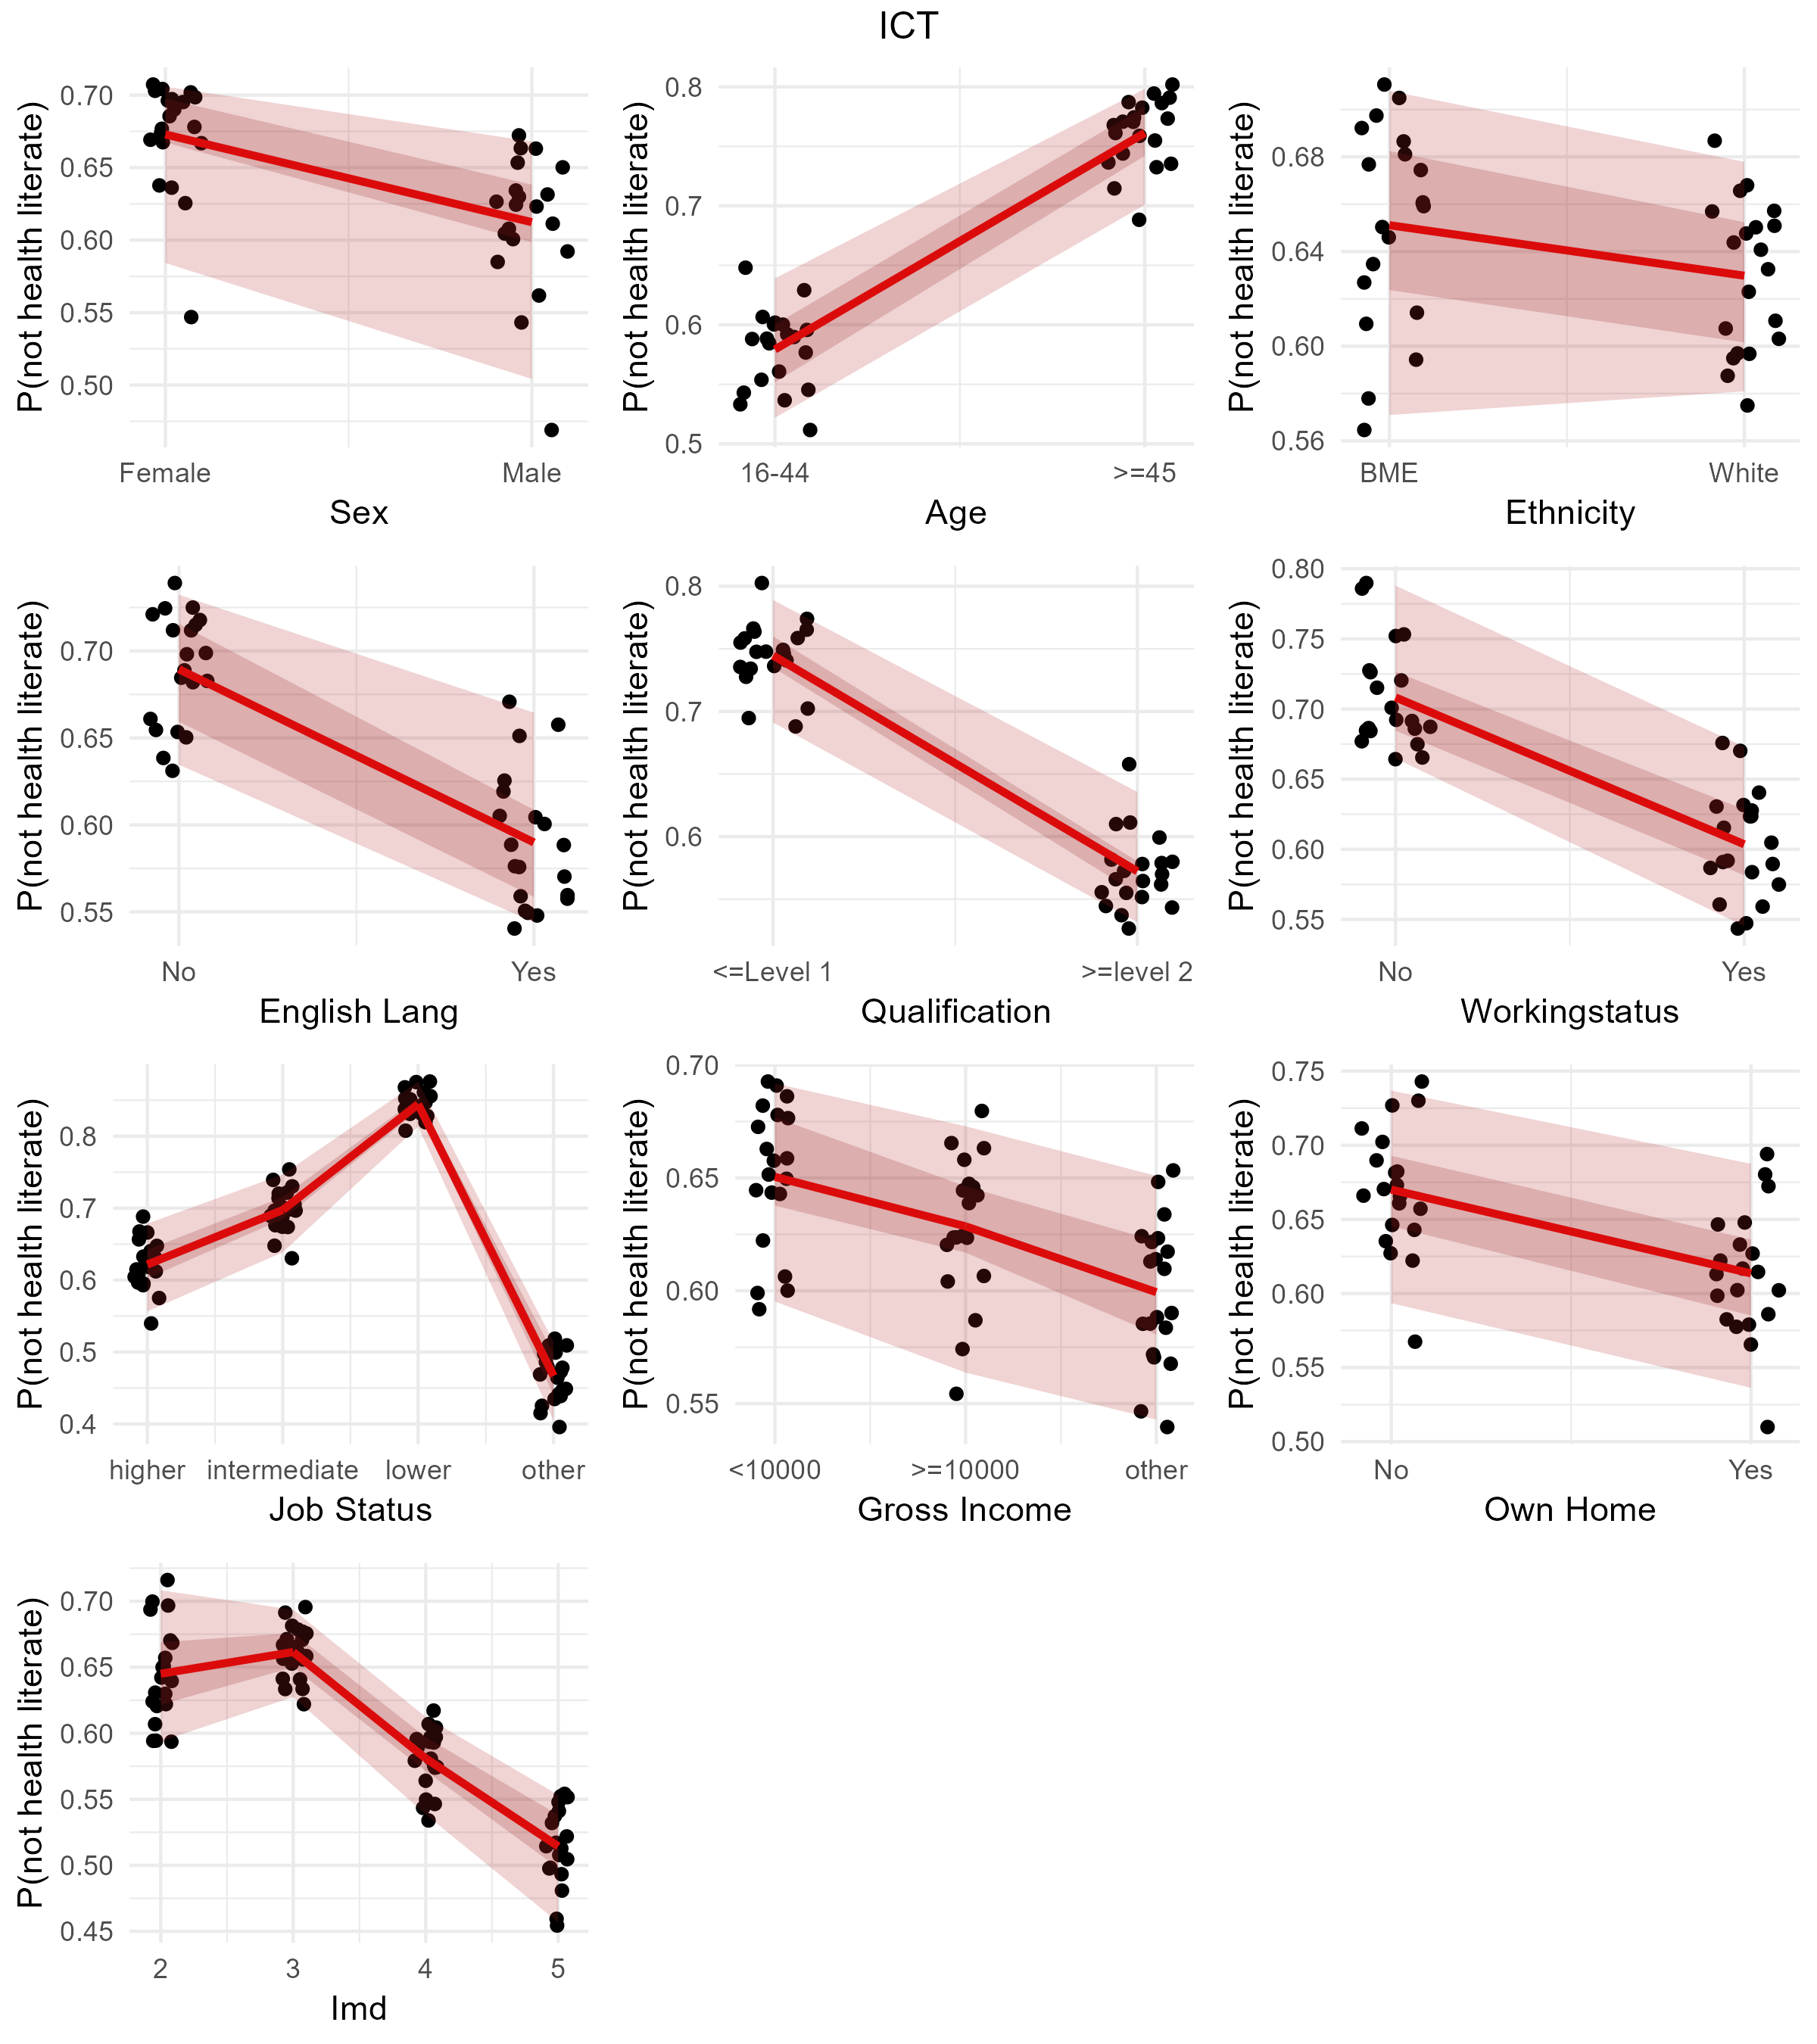 ICT
P(not health literate)
0.70
0.65
0.60
0.55
0.50
Female Male
Sex
P(not health literate)
0.8
0.7
0.6
0.5
16-44 >=45
Age
P(not health literate)
0.68
0.64
0.60
0.56
BME White
Ethnicity
P(not health literate)
0.70
0.65
0.60
0.55
No Yes
English Lang
P(not health literate)
0.8
0.7
0.6
<=Level 1 >=level 2
Qualification
P(not health literate)
0.80
0.75
0.70
0.65
0.60
0.55
No Yes
Workingstatus
P(not health literate)
0.8
0.7
0.6
0.5
0.4
higher intermediate lower other
Job Status
P(not health literate)
0.70
0.65
0.60
0.55
<10000 >=10000 other
Gross Income
P(not health literate)
0.75
0.70
0.65
0.60
0.55
0.50
No Yes
Own Home
P(not health literate)
0.70
0.65
0.60
0.55
0.50
0.45
2 3 4 5
Imd